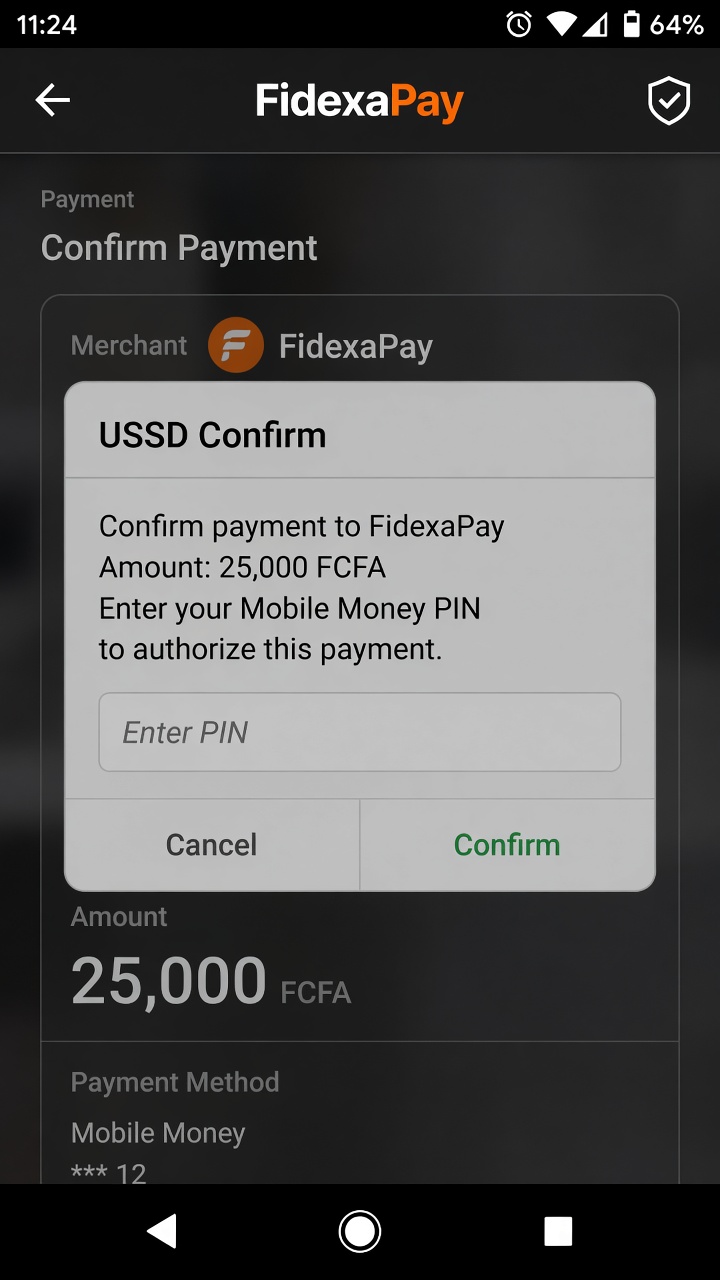 11:24
64%
FidexaPay
Payment
Confirm Payment
Merchant FidexaPay
USSD Confirm
Confirm payment to FidexaPay
Amount: 25,000 FCFA
Enter your Mobile Money PIN
to authorize this payment.
Enter PIN
Cancel Confirm
Amount
25,000 FCFA
Payment Method
Mobile Money
*** 12